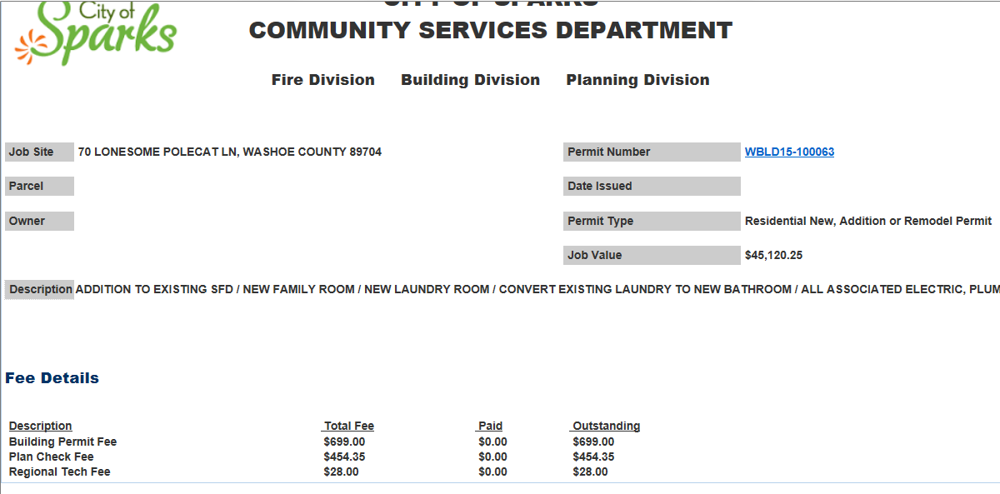 City of
Sparks
CITY OF SPARKS
COMMUNITY SERVICES DEPARTMENT
Fire Division Building Division Planning Division
Job Site 70 LONESOME POLECAT LN, WASHOE COUNTY 89704 Permit Number WBLD15-100063
Parcel Date Issued
Owner Permit Type Residential New, Addition or Remodel Permit
Job Value $45,120.25
Description ADDITION TO EXISTING SFD / NEW FAMILY ROOM / NEW LAUNDRY ROOM / CONVERT EXISTING LAUNDRY TO NEW BATHROOM / ALL ASSOCIATED ELECTRIC, PLUM
Fee Details
Description Total Fee Paid Outstanding
Building Permit Fee $699.00 $0.00 $699.00
Plan Check Fee $454.35 $0.00 $454.35
Regional Tech Fee $28.00 $0.00 $28.00